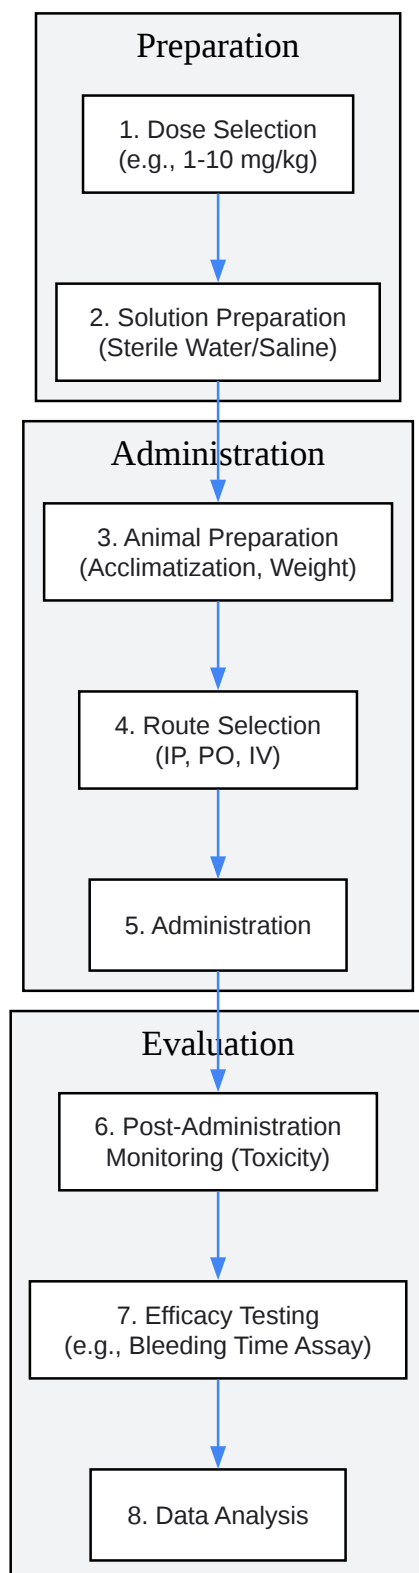 Preparation
1. Dose Selection
(e.g., 1-10 mg/kg)
2. Solution Preparation
(Sterile Water/Saline)
Administration
3. Animal Preparation
(Acclimatization, Weight)
4. Route Selection
(IP, PO, IV)
5. Administration
Evaluation
6. Post-Administration
Monitoring (Toxicity)
7. Efficacy Testing
(e.g., Bleeding Time Assay)
8. Data Analysis